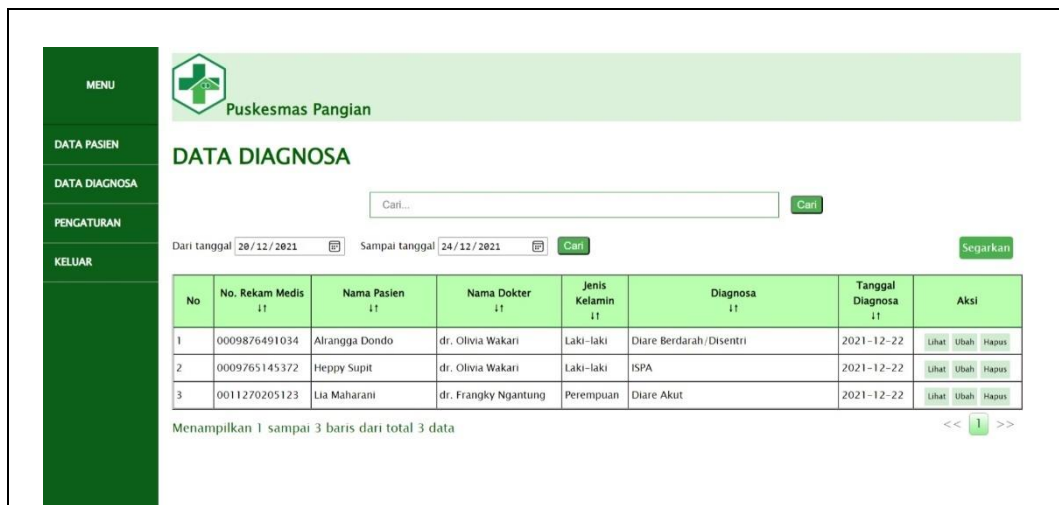 MENU
Puskesmas Pangian
DATA PASIEN
DATA DIAGNOSA
PENGATURAN
KELUAR
DATA DIAGNOSA
Cari... Cari
Dari tanggal 20/12/2021 Sampai tanggal 24/12/2021 Cari Segarkan
No No. Rekam Medis ↓↑ Nama Pasien ↓↑ Nama Dokter ↓↑ Jenis Kelamin ↓↑ Diagnosa ↓↑ Tanggal Diagnosa ↓↑ Aksi
1 0009876491034 Alrangga Dondo dr. Olivia Wakari Laki-laki Diare Berdarah/Disentri 2021-12-22 Lihat Ubah Hapus
2 0009765145372 Heppy Supit dr. Olivia Wakari Laki-laki ISPA 2021-12-22 Lihat Ubah Hapus
3 0011270205123 Lia Maharani dr. Frangky Ngantung Perempuan Diare Akut 2021-12-22 Lihat Ubah Hapus
Menampilkan 1 sampai 3 baris dari total 3 data << 1 >>